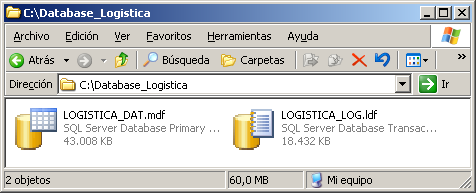 C:\Database_Logistica
Archivo Edición Ver Favoritos Herramientas Ayuda
Atrás Búsqueda Carpetas
Dirección C:\Database_Logistica Ir
LOGISTICA_DAT.mdf
SQL Server Database Primary ...
43.008 KB
LOGISTICA_LOG.ldf
SQL Server Database Transac...
18.432 KB
2 objetos 60,0 MB Mi equipo